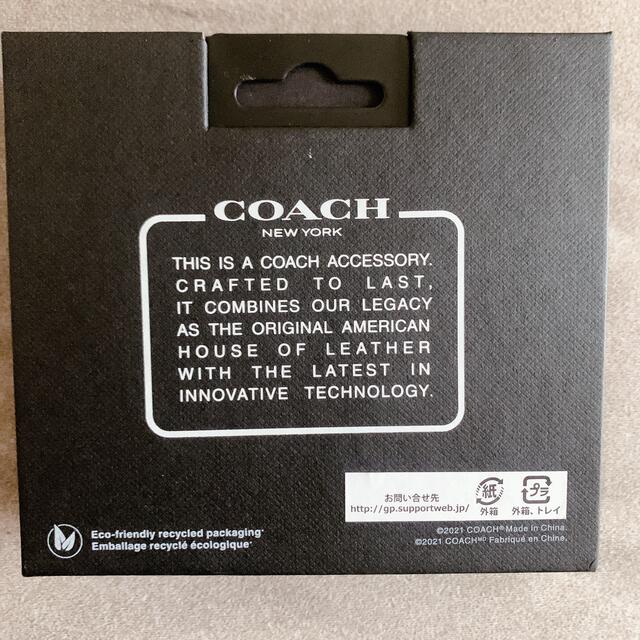 COACH
NEW YORK
THIS IS A COACH ACCESSORY.
CRAFTED TO LAST,
IT COMBINES OUR LEGACY
AS THE ORIGINAL AMERICAN
HOUSE OF LEATHER
WITH THE LATEST IN
INNOVATIVE TECHNOLOGY.
お問い合せ先
http://gp.supportweb.jp/
紙
外箱
プラ
外箱、トレイ
Eco-friendly recycled packaging*
Emballage recyclé écologique*
©2021 COACH® Made in China.
©2021 COACHᴹᴰ Fabriqué en Chine.